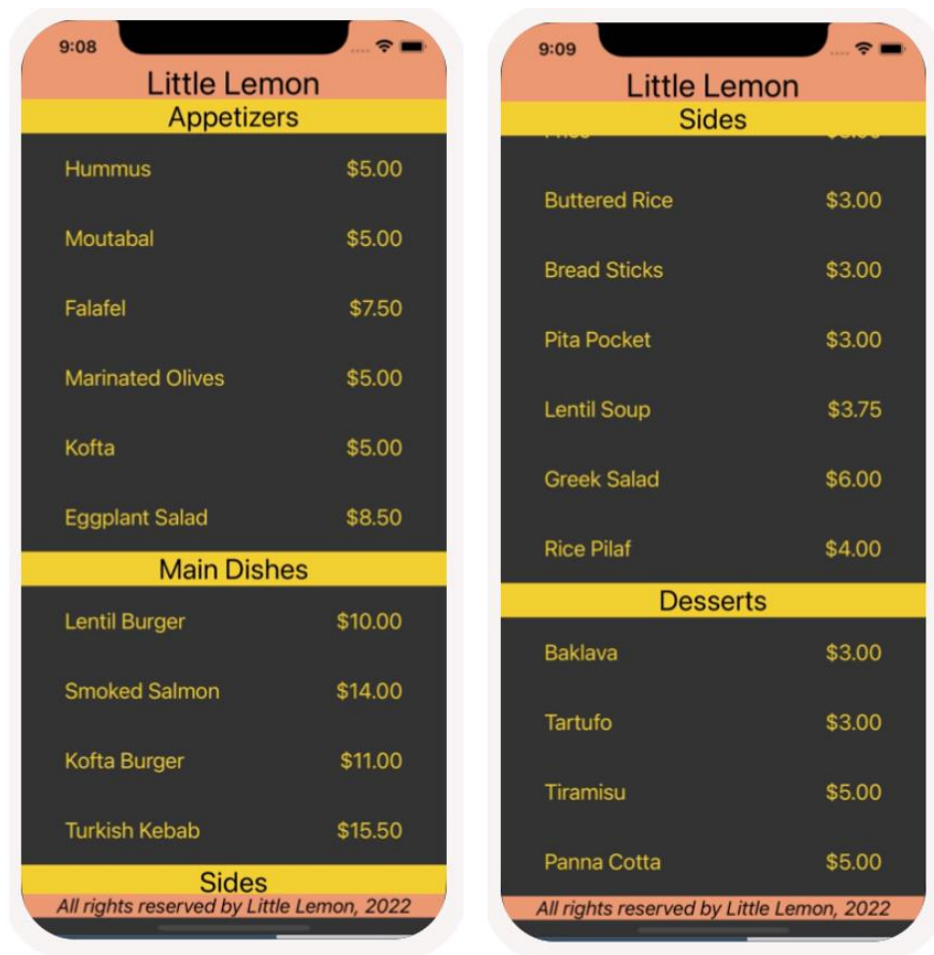 9:08
Little Lemon
Appetizers
Hummus $5.00
Moutabal $5.00
Falafel $7.50
Marinated Olives $5.00
Kofta $5.00
Eggplant Salad $8.50
Main Dishes
Lentil Burger $10.00
Smoked Salmon $14.00
Kofta Burger $11.00
Turkish Kebab $15.50
Sides
All rights reserved by Little Lemon, 2022
9:09
Little Lemon
Sides
Buttered Rice $3.00
Bread Sticks $3.00
Pita Pocket $3.00
Lentil Soup $3.75
Greek Salad $6.00
Rice Pilaf $4.00
Desserts
Baklava $3.00
Tartufo $3.00
Tiramisu $5.00
Panna Cotta $5.00
All rights reserved by Little Lemon, 2022